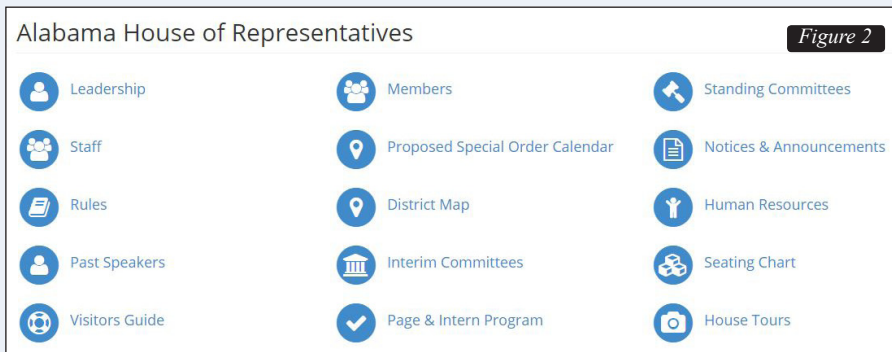 Alabama House of Representatives
Figure 2
Leadership
Members
Standing Committees
Staff
Proposed Special Order Calendar
Notices & Announcements
Rules
District Map
Human Resources
Past Speakers
Interim Committees
Seating Chart
Visitors Guide
Page & Intern Program
House Tours